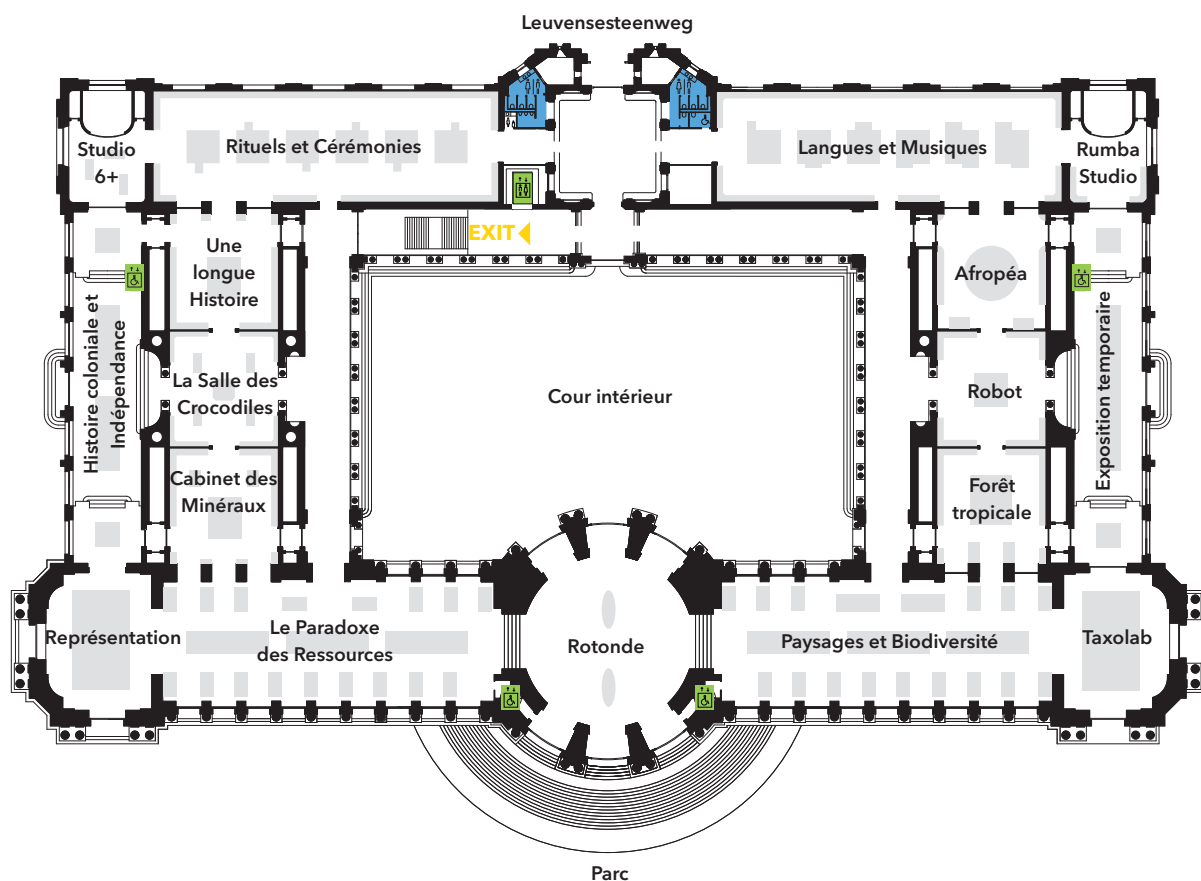 Leuvensesteenweg
Rituels et Cérémonies
Langues et Musiques
Studio
6+
Rumba
Studio
EXIT
Une
longue
Histoire
Afropéa
Histoire coloniale et
Indépendance
La Salle des
Crocodiles
Cour intérieur
Robot
Exposition temporaire
Cabinet des
Minéraux
Forêt
tropicale
Représentation
Le Paradoxe
des Ressources
Rotonde
Paysages et Biodiversité
Taxolab
Parc